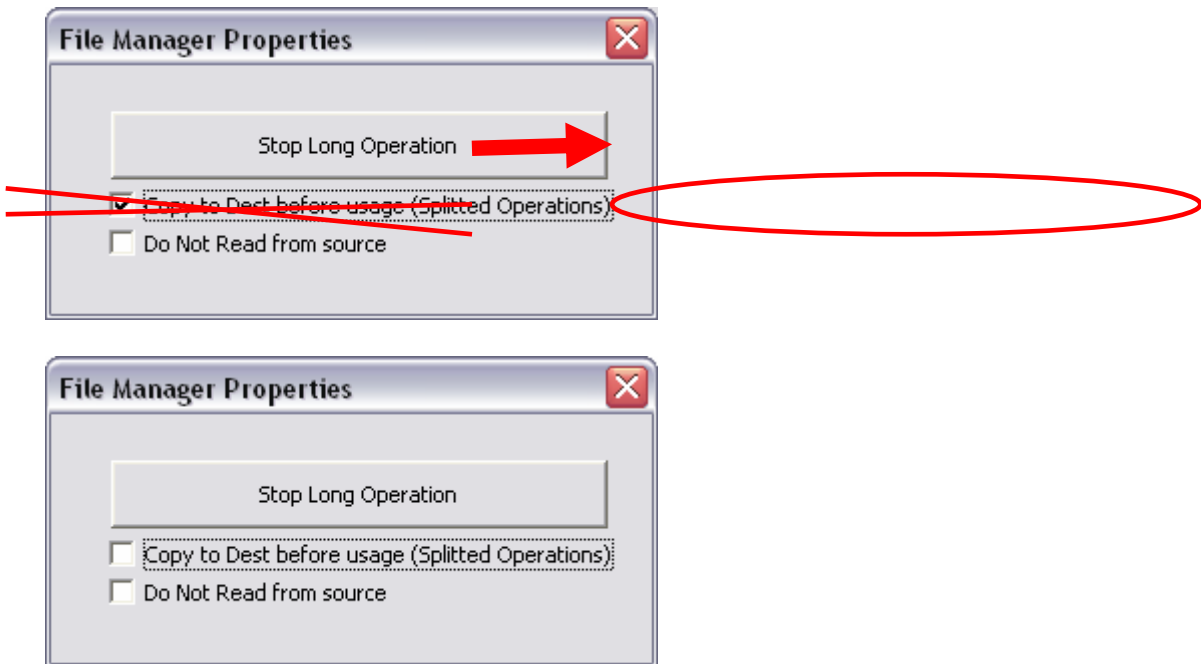 File Manager Properties
Stop Long Operation
Copy to Dest before usage (Splitted Operations)
Do Not Read from source
File Manager Properties
Stop Long Operation
Copy to Dest before usage (Splitted Operations)
Do Not Read from source